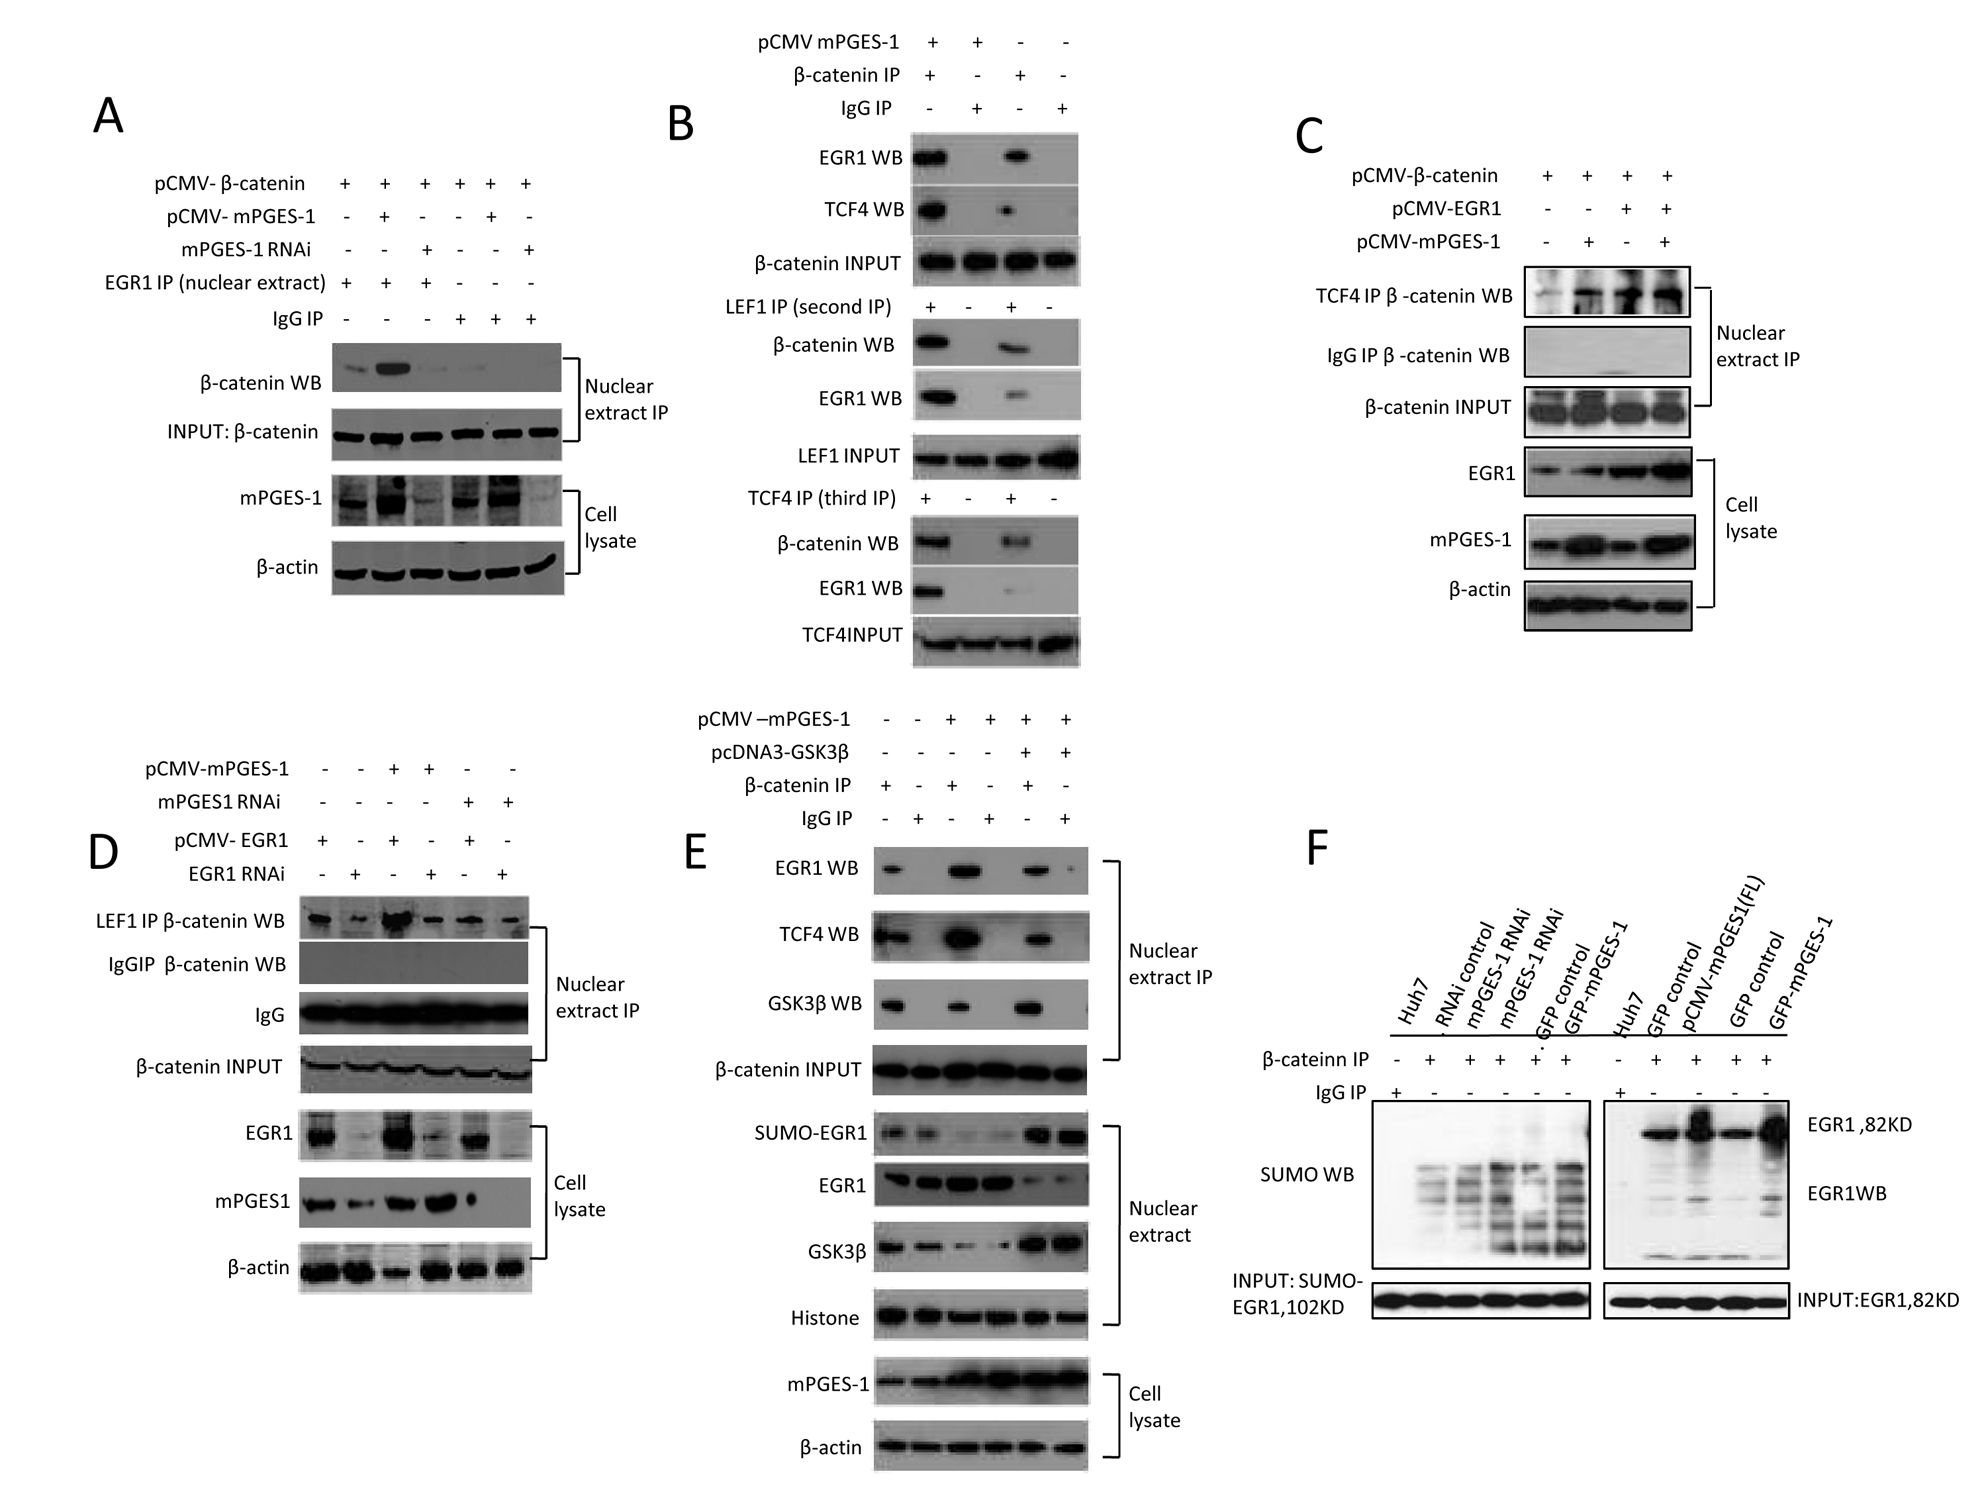 A
pCMV- β-catenin + + + + + +
pCMV- mPGES-1 - + - - + -
mPGES-1 RNAi - - + - - +
EGR1 IP (nuclear extract) + + + - - -
IgG IP - - - + + +
β-catenin WB
INPUT: β-catenin
Nuclear
extract IP
mPGES-1
β-actin
Cell
lysate
B
pCMV mPGES-1 + + - -
β-catenin IP + - + -
IgG IP - + - +
EGR1 WB
TCF4 WB
β-catenin INPUT
LEF1 IP (second IP) + - + -
β-catenin WB
EGR1 WB
LEF1 INPUT
TCF4 IP (third IP) + - + -
β-catenin WB
EGR1 WB
TCF4INPUT
C
pCMV-β-catenin + + + +
pCMV-EGR1 - - + +
pCMV-mPGES-1 - + - +
TCF4 IP β -catenin WB
IgG IP β -catenin WB
β-catenin INPUT
Nuclear
extract IP
EGR1
mPGES-1
β-actin
Cell
lysate
D
pCMV-mPGES-1 - - + + - -
mPGES1 RNAi - - - - + +
pCMV- EGR1 + - + - + -
EGR1 RNAi - + - + - +
LEF1 IP β-catenin WB
IgGIP β-catenin WB
IgG
β-catenin INPUT
Nuclear
extract IP
EGR1
mPGES1
β-actin
Cell
lysate
E
pCMV –mPGES-1 - - + + + +
pcDNA3-GSK3β - - - - + +
β-catenin IP + - + - + -
IgG IP - + - + - +
EGR1 WB
TCF4 WB
GSK3β WB
β-catenin INPUT
Nuclear
extract IP
SUMO-EGR1
EGR1
GSK3β
Histone
Nuclear
extract
mPGES-1
β-actin
Cell
lysate
F
Huh7
RNAi control
mPGES-1 RNAi
mPGES-1 RNAi
GFP control
GFP-mPGES-1
Huh7
GFP control
pCMV-mPGES1(FL)
GFP control
GFP-mPGES-1
β-cateinn IP - + + + + + - + + + +
IgG IP + - - - - - + - - - -
SUMO WB
EGR1 ,82KD
EGR1WB
INPUT: SUMO-
EGR1,102KD
INPUT:EGR1,82KD